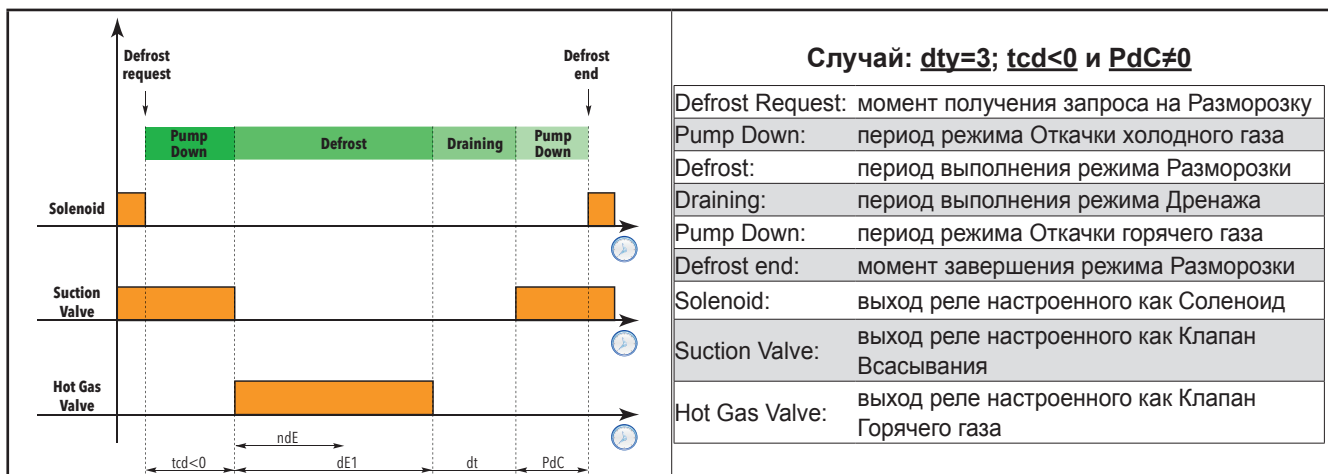 Defrost
request
Defrost
end
Pump
Down
Defrost
Draining
Pump
Down
Solenoid
Suction
Valve
Hot Gas
Valve
ndE
tcd<0
dE1
dt
PdC
Случай: dty=3; tcd<0 и PdC≠0
Defrost Request: момент получения запроса на Разморозку
Pump Down: период режима Откачки холодного газа
Defrost: период выполнения режима Разморозки
Draining: период выполнения режима Дренажа
Pump Down: период режима Откачки горячего газа
Defrost end: момент завершения режима Разморозки
Solenoid: выход реле настроенного как Соленоид
Suction Valve: выход реле настроенного как Клапан
Всасывания
Hot Gas Valve: выход реле настроенного как Клапан
Горячего газа